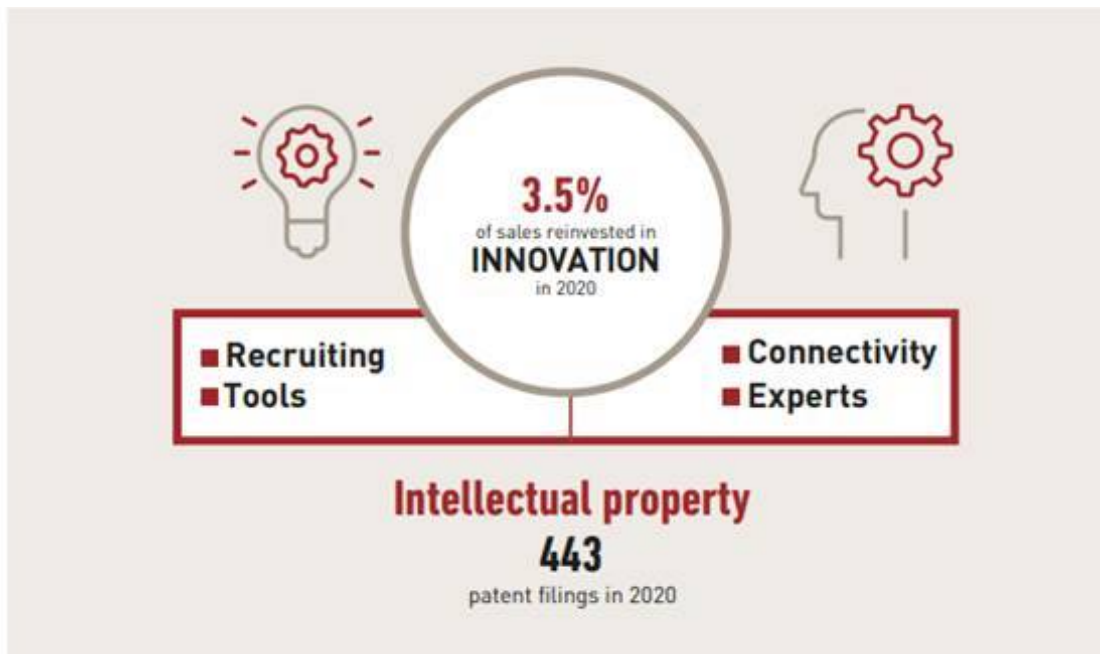 3.5%
of sales reinvested in
INNOVATION
in 2020
Recruiting
Tools
Connectivity
Experts
Intellectual property
443
patent filings in 2020